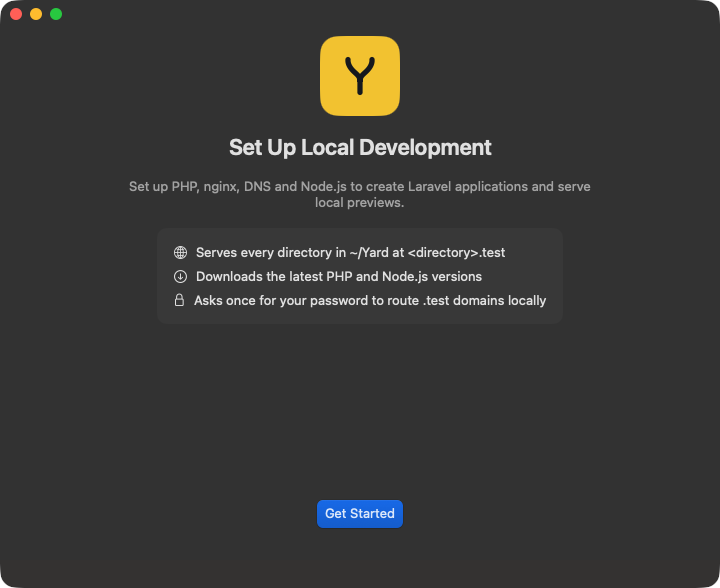 Set Up Local Development
Set up PHP, nginx, DNS and Node.js to create Laravel applications and serve
local previews.
Serves every directory in ~/Yard at <directory>.test
Downloads the latest PHP and Node.js versions
Asks once for your password to route .test domains locally
Get Started